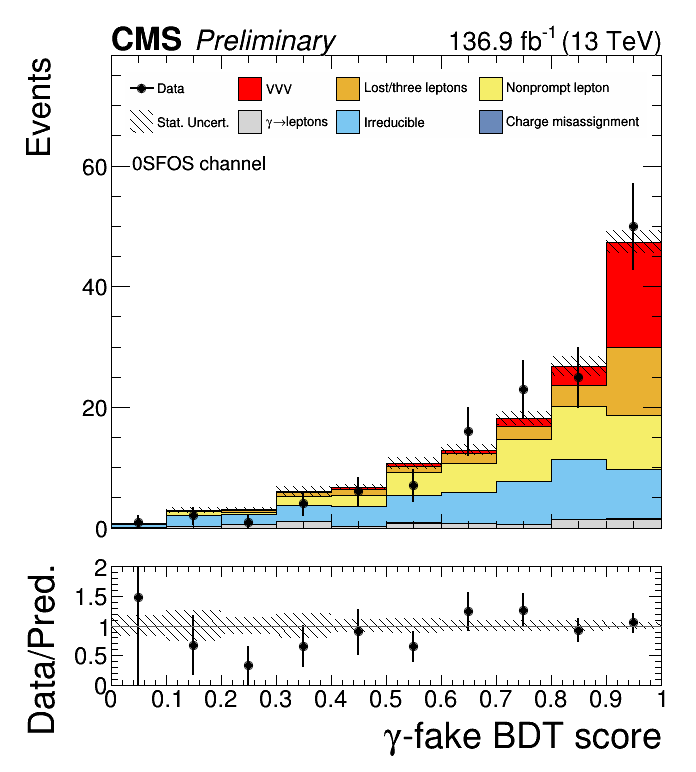 CMS Preliminary 136.9 fb-1 (13 TeV)
Events
Data VVV Lost/three leptons Nonprompt lepton
Stat. Uncert. γ→leptons Irreducible Charge misassignment
0SFOS channel
60
40
20
0
Data/Pred.
2
1.5
1
0.5
0
0 0.1 0.2 0.3 0.4 0.5 0.6 0.7 0.8 0.9 1
γ-fake BDT score